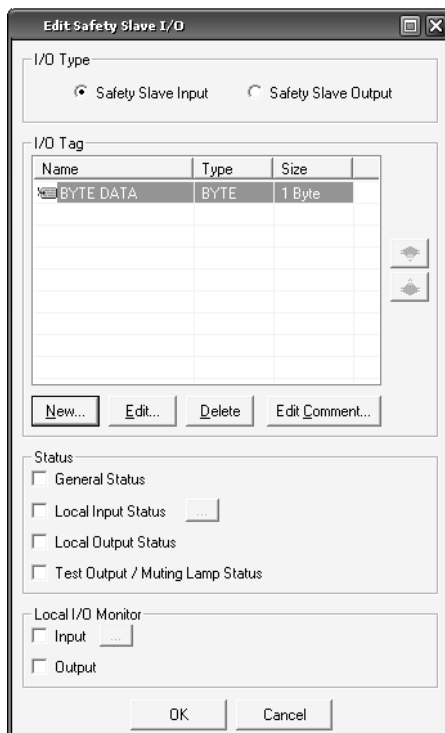 Edit Safety Slave I/O
I/O Type
Safety Slave Input Safety Slave Output
I/O Tag
Name Type Size
BYTE DATA BYTE 1 Byte
New... Edit... Delete Edit Comment...
Status
General Status
Local Input Status ...
Local Output Status
Test Output / Muting Lamp Status
Local I/O Monitor
Input ...
Output
OK Cancel